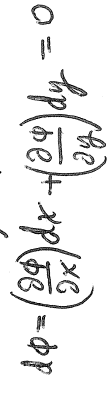 dφ = (∂φ/∂x)dx + (∂φ/∂y)dy = 0